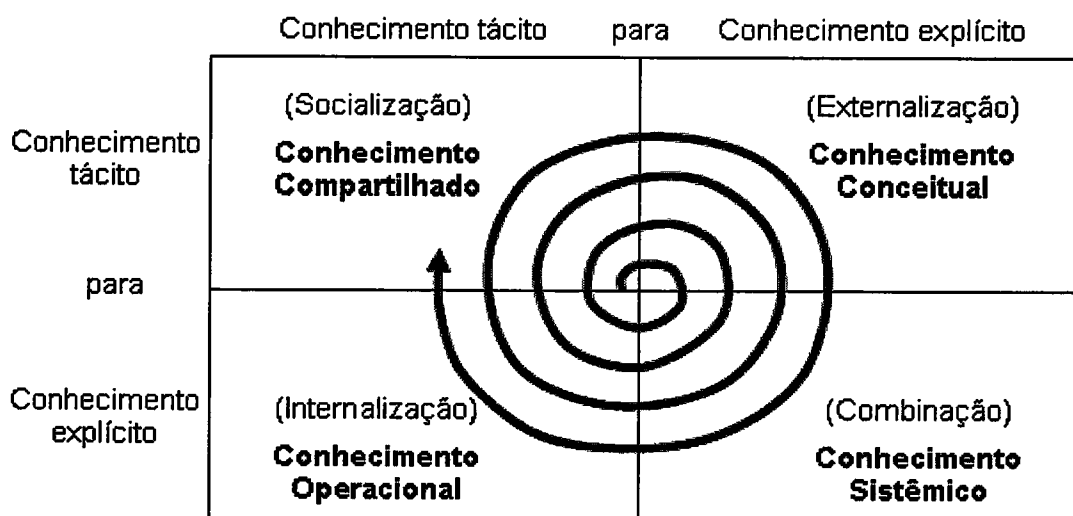 Conhecimento tácito para Conhecimento explícito
(Socialização)
Conhecimento
Compartilhado
(Externalização)
Conhecimento
Conceitual
Conhecimento
tácito
para
Conhecimento
explícito
(Internalização)
Conhecimento
Operacional
(Combinação)
Conhecimento
Sistêmico